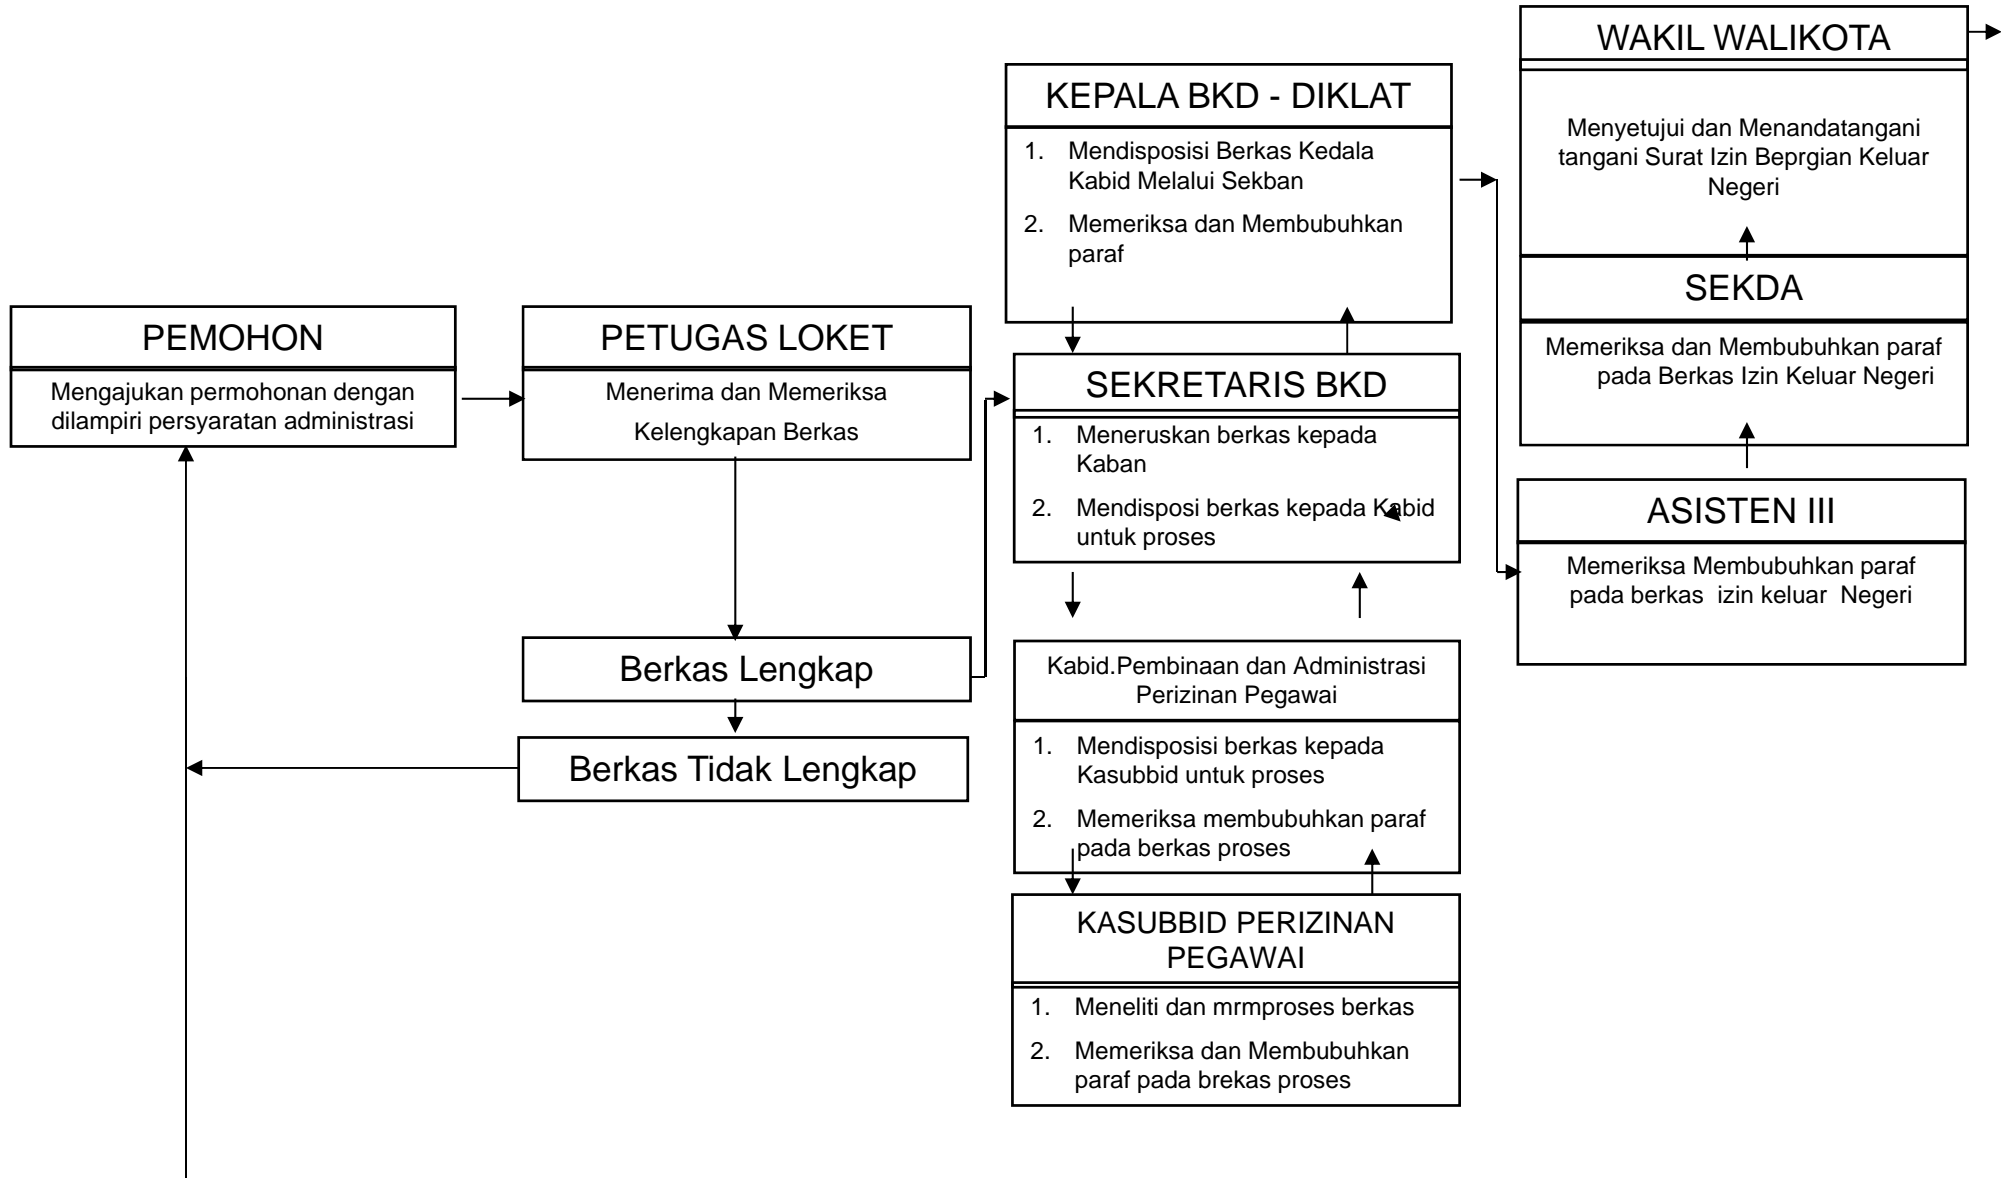 PEMOHON
Mengajukan permohonan dengan
dilampiri persyaratan administrasi
PETUGAS LOKET
Menerima dan Memeriksa
Kelengkapan Berkas
Berkas Lengkap
Berkas Tidak Lengkap
KEPALA BKD - DIKLAT
1. Mendisposisi Berkas Kedala
Kabid Melalui Sekban
2. Memeriksa dan Membubuhkan
paraf
SEKRETARIS BKD
1. Meneruskan berkas kepada
Kaban
2. Mendisposi berkas kepada Kabid
untuk proses
Kabid.Pembinaan dan Administrasi
Perizinan Pegawai
1. Mendisposisi berkas kepada
Kasubbid untuk proses
2. Memeriksa membubuhkan paraf
pada berkas proses
KASUBBID PERIZINAN
PEGAWAI
1. Meneliti dan mrmproses berkas
2. Memeriksa dan Membubuhkan
paraf pada brekas proses
WAKIL WALIKOTA
Menyetujui dan Menandatangani
tangani Surat Izin Beprgian Keluar
Negeri
SEKDA
Memeriksa dan Membubuhkan paraf
pada Berkas Izin Keluar Negeri
ASISTEN III
Memeriksa Membubuhkan paraf
pada berkas izin keluar Negeri